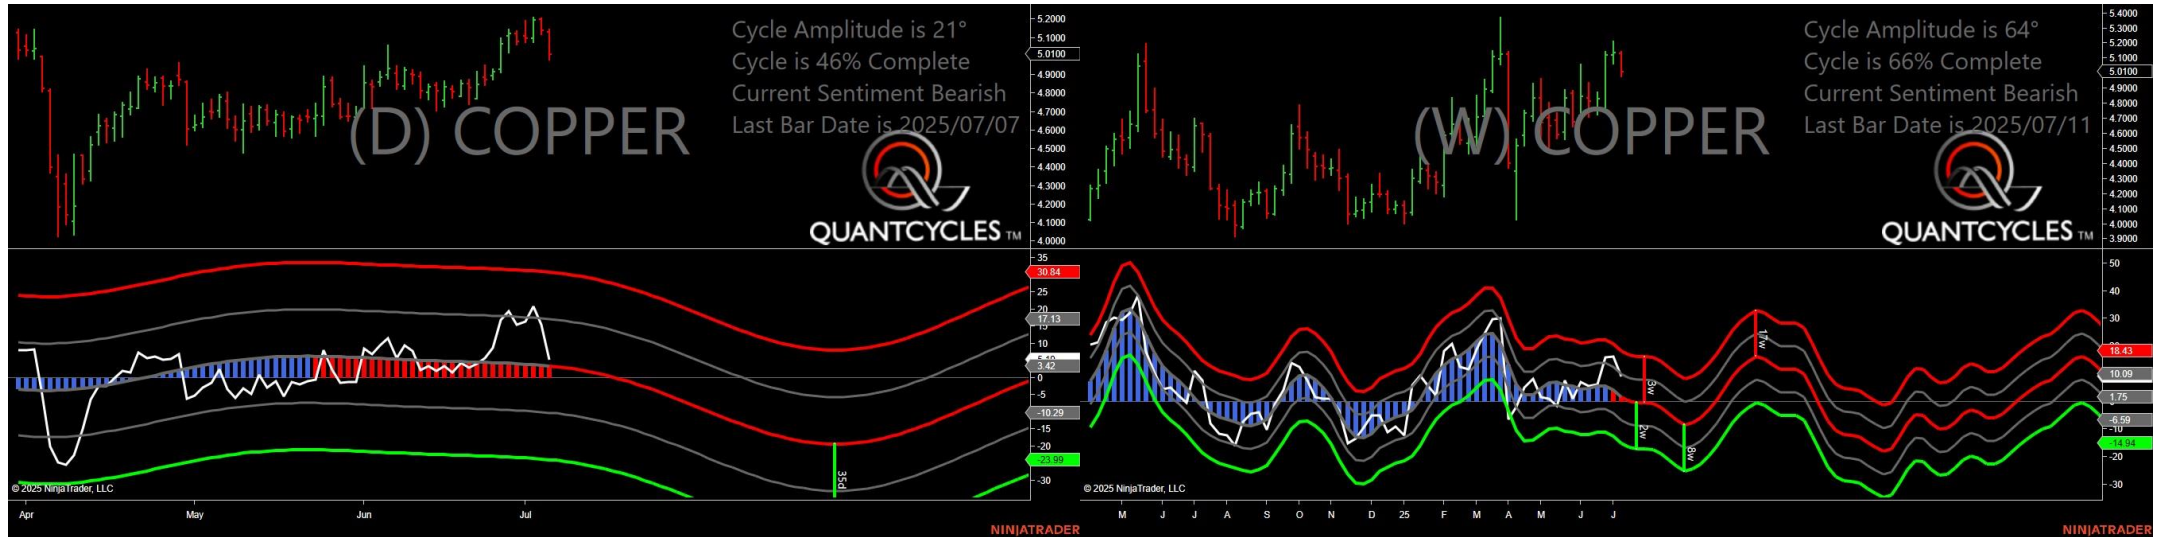 Cycle Amplitude is 21°
Cycle is 46% Complete
Current Sentiment Bearish
Last Bar Date is 2025/07/07
(D) COPPER
QUANTCYCLES TM
5.2000
5.1000
5.0100
4.9000
4.8000
4.7000
4.6000
4.5000
4.4000
4.3000
4.2000
4.1000
4.0000
35
30.84
25
20
17.13
15
10
3.42
0
-5
-10.29
-15
-20
-23.99
-30
35d
© 2025 NinjaTrader, LLC
Apr
May
Jun
Jul
NINJATRADER
Cycle Amplitude is 64°
Cycle is 66% Complete
Current Sentiment Bearish
Last Bar Date is 2025/07/11
(W) COPPER
QUANTCYCLES TM
5.4000
5.3000
5.2000
5.1000
5.0100
4.9000
4.8000
4.7000
4.6000
4.5000
4.4000
4.3000
4.2000
4.1000
4.0000
3.9000
50
40
30
18.43
10.09
1.75
-6.59
-10
-14.94
-20
-30
3w
2w
8w
17w
© 2025 NinjaTrader, LLC
M J J A S O N D 25 F M A M J J
NINJATRADER